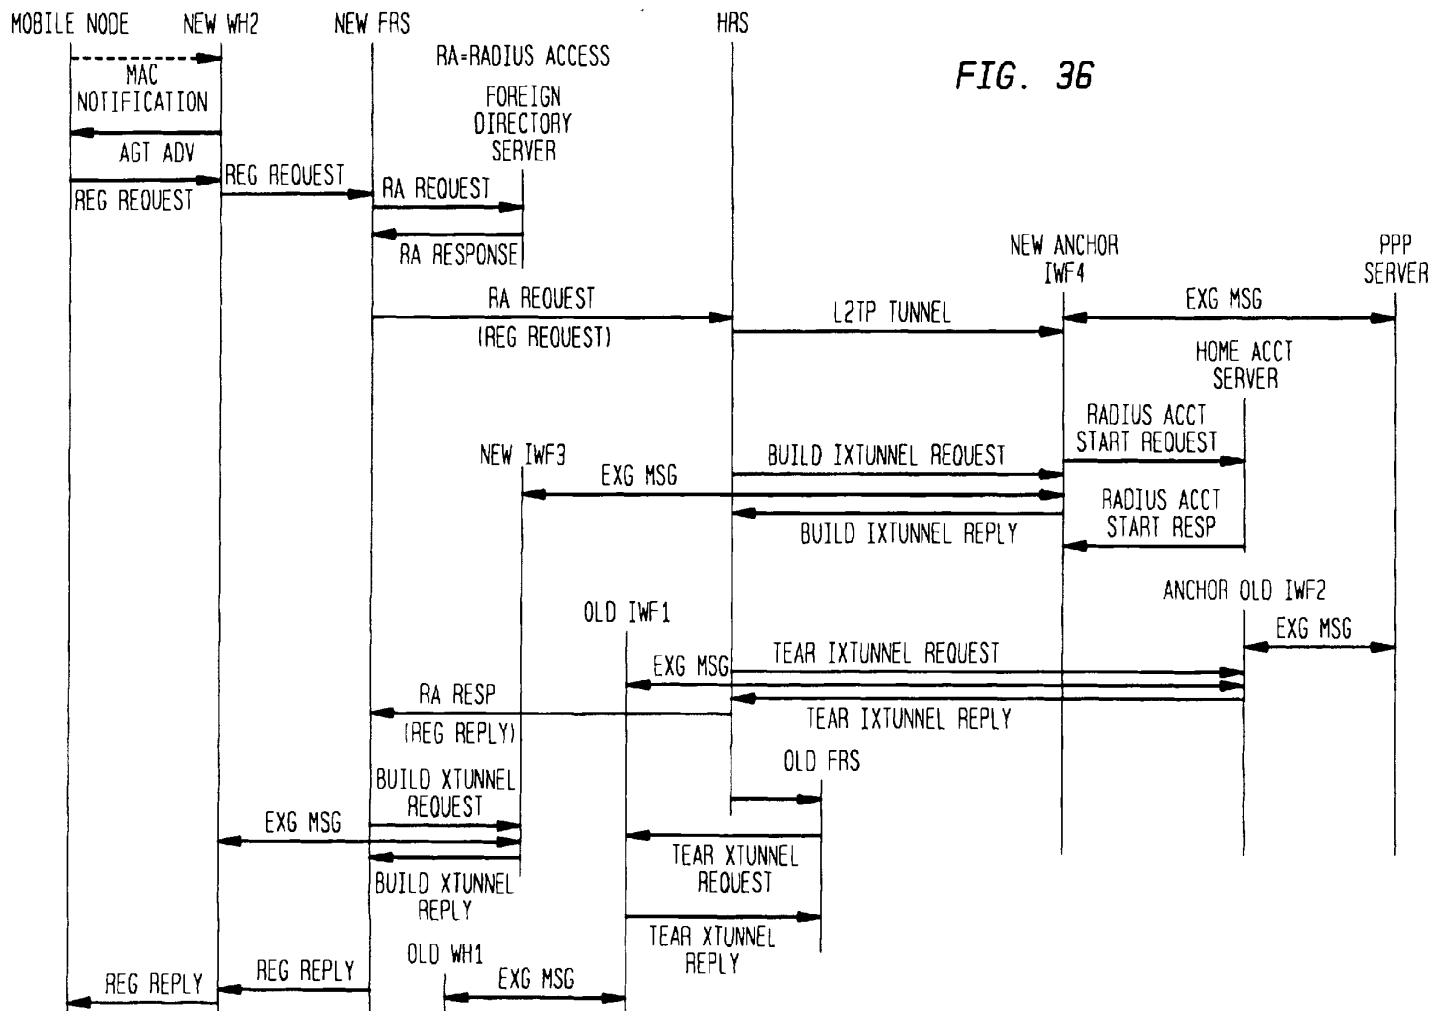 MOBILE NODE
NEW WH2
NEW FRS
HRS
RA=RADIUS ACCESS
FIG. 36
MAC
NOTIFICATION
FOREIGN
DIRECTORY
SERVER
AGT ADV
REG REQUEST
REG REQUEST
RA REQUEST
RA RESPONSE
NEW ANCHOR
IWF4
PPP
SERVER
RA REQUEST
(REG REQUEST)
L2TP TUNNEL
EXG MSG
HOME ACCT
SERVER
RADIUS ACCT
START REQUEST
NEW IWF3
EXG MSG
BUILD IXTUNNEL REQUEST
BUILD IXTUNNEL REPLY
RADIUS ACCT
START RESP
ANCHOR OLD IWF2
OLD IWF1
EXG MSG
EXG MSG
TEAR IXTUNNEL REQUEST
TEAR IXTUNNEL REPLY
RA RESP
(REG REPLY)
OLD FRS
BUILD XTUNNEL
REQUEST
EXG MSG
BUILD XTUNNEL
REPLY
TEAR XTUNNEL
REQUEST
TEAR XTUNNEL
REPLY
OLD WH1
EXG MSG
REG REPLY
REG REPLY